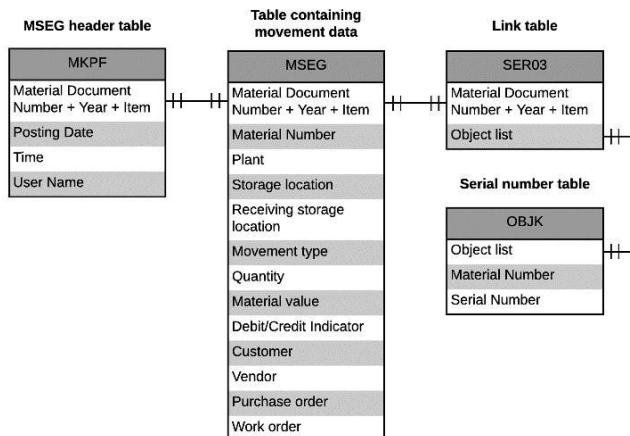 MSEG header table
MKPF
Material Document
Number + Year + Item
Posting Date
Time
User Name
Table containing
movement data
MSEG
Material Document
Number + Year + Item
Material Number
Plant
Storage location
Receiving storage
location
Movement type
Quantity
Material value
Debit/Credit Indicator
Customer
Vendor
Purchase order
Work order
Link table
SER03
Material Document
Number + Year + Item
Object list
Serial number table
OBJK
Object list
Material Number
Serial Number